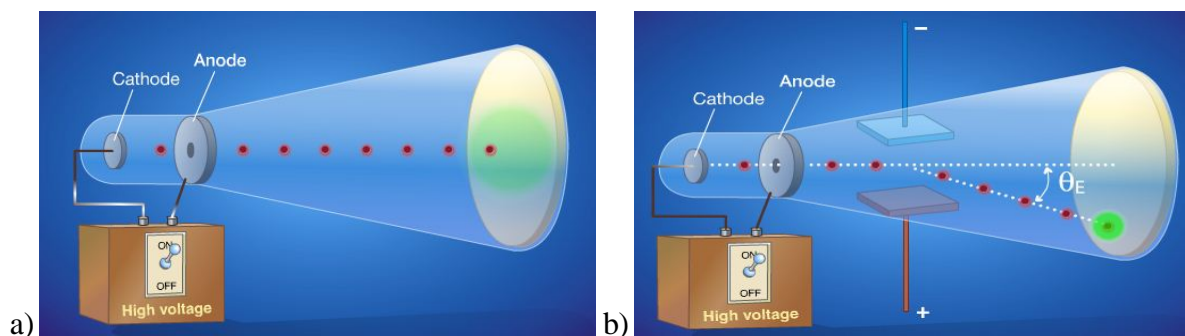 a)
Cathode
Anode
ON
OFF
High voltage
b)
Cathode
Anode
−
θE
+
ON
OFF
High voltage